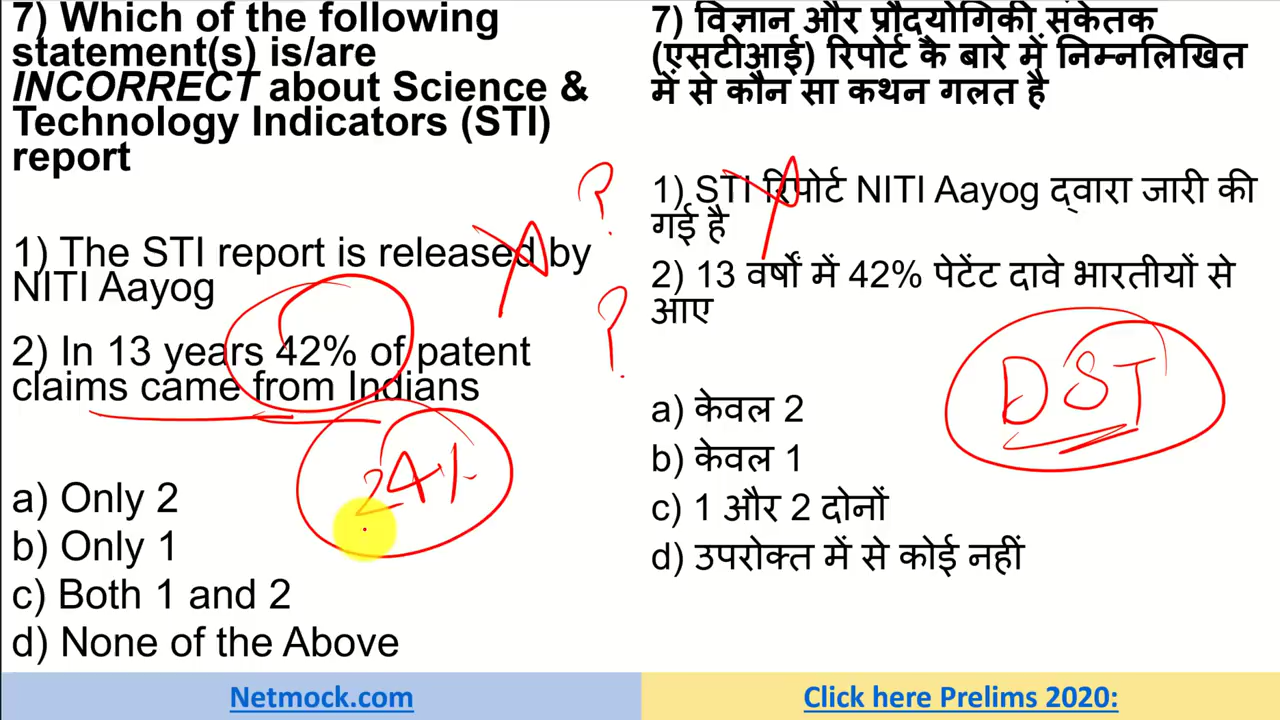 7) Which of the following
statement(s) is/are
INCORRECT about Science &
Technology Indicators (STI)
report
?
1) The STI report is released by
NITI Aayog
?
2) In 13 years 42% of patent
claims came from Indians
24%
a) Only 2
b) Only 1
c) Both 1 and 2
d) None of the Above
7) विज्ञान और प्रौद्योगिकी संकेतक
(एसटीआई) रिपोर्ट के बारे में निम्नलिखित
में से कौन सा कथन गलत है
1) STI रिपोर्ट NITI Aayog द्वारा जारी की
गई है
2) 13 वर्षों में 42% पेटेंट दावे भारतीयों से
आए
DST
a) केवल 2
b) केवल 1
c) 1 और 2 दोनों
d) उपरोक्त में से कोई नहीं
Netmock.com
Click here Prelims 2020: